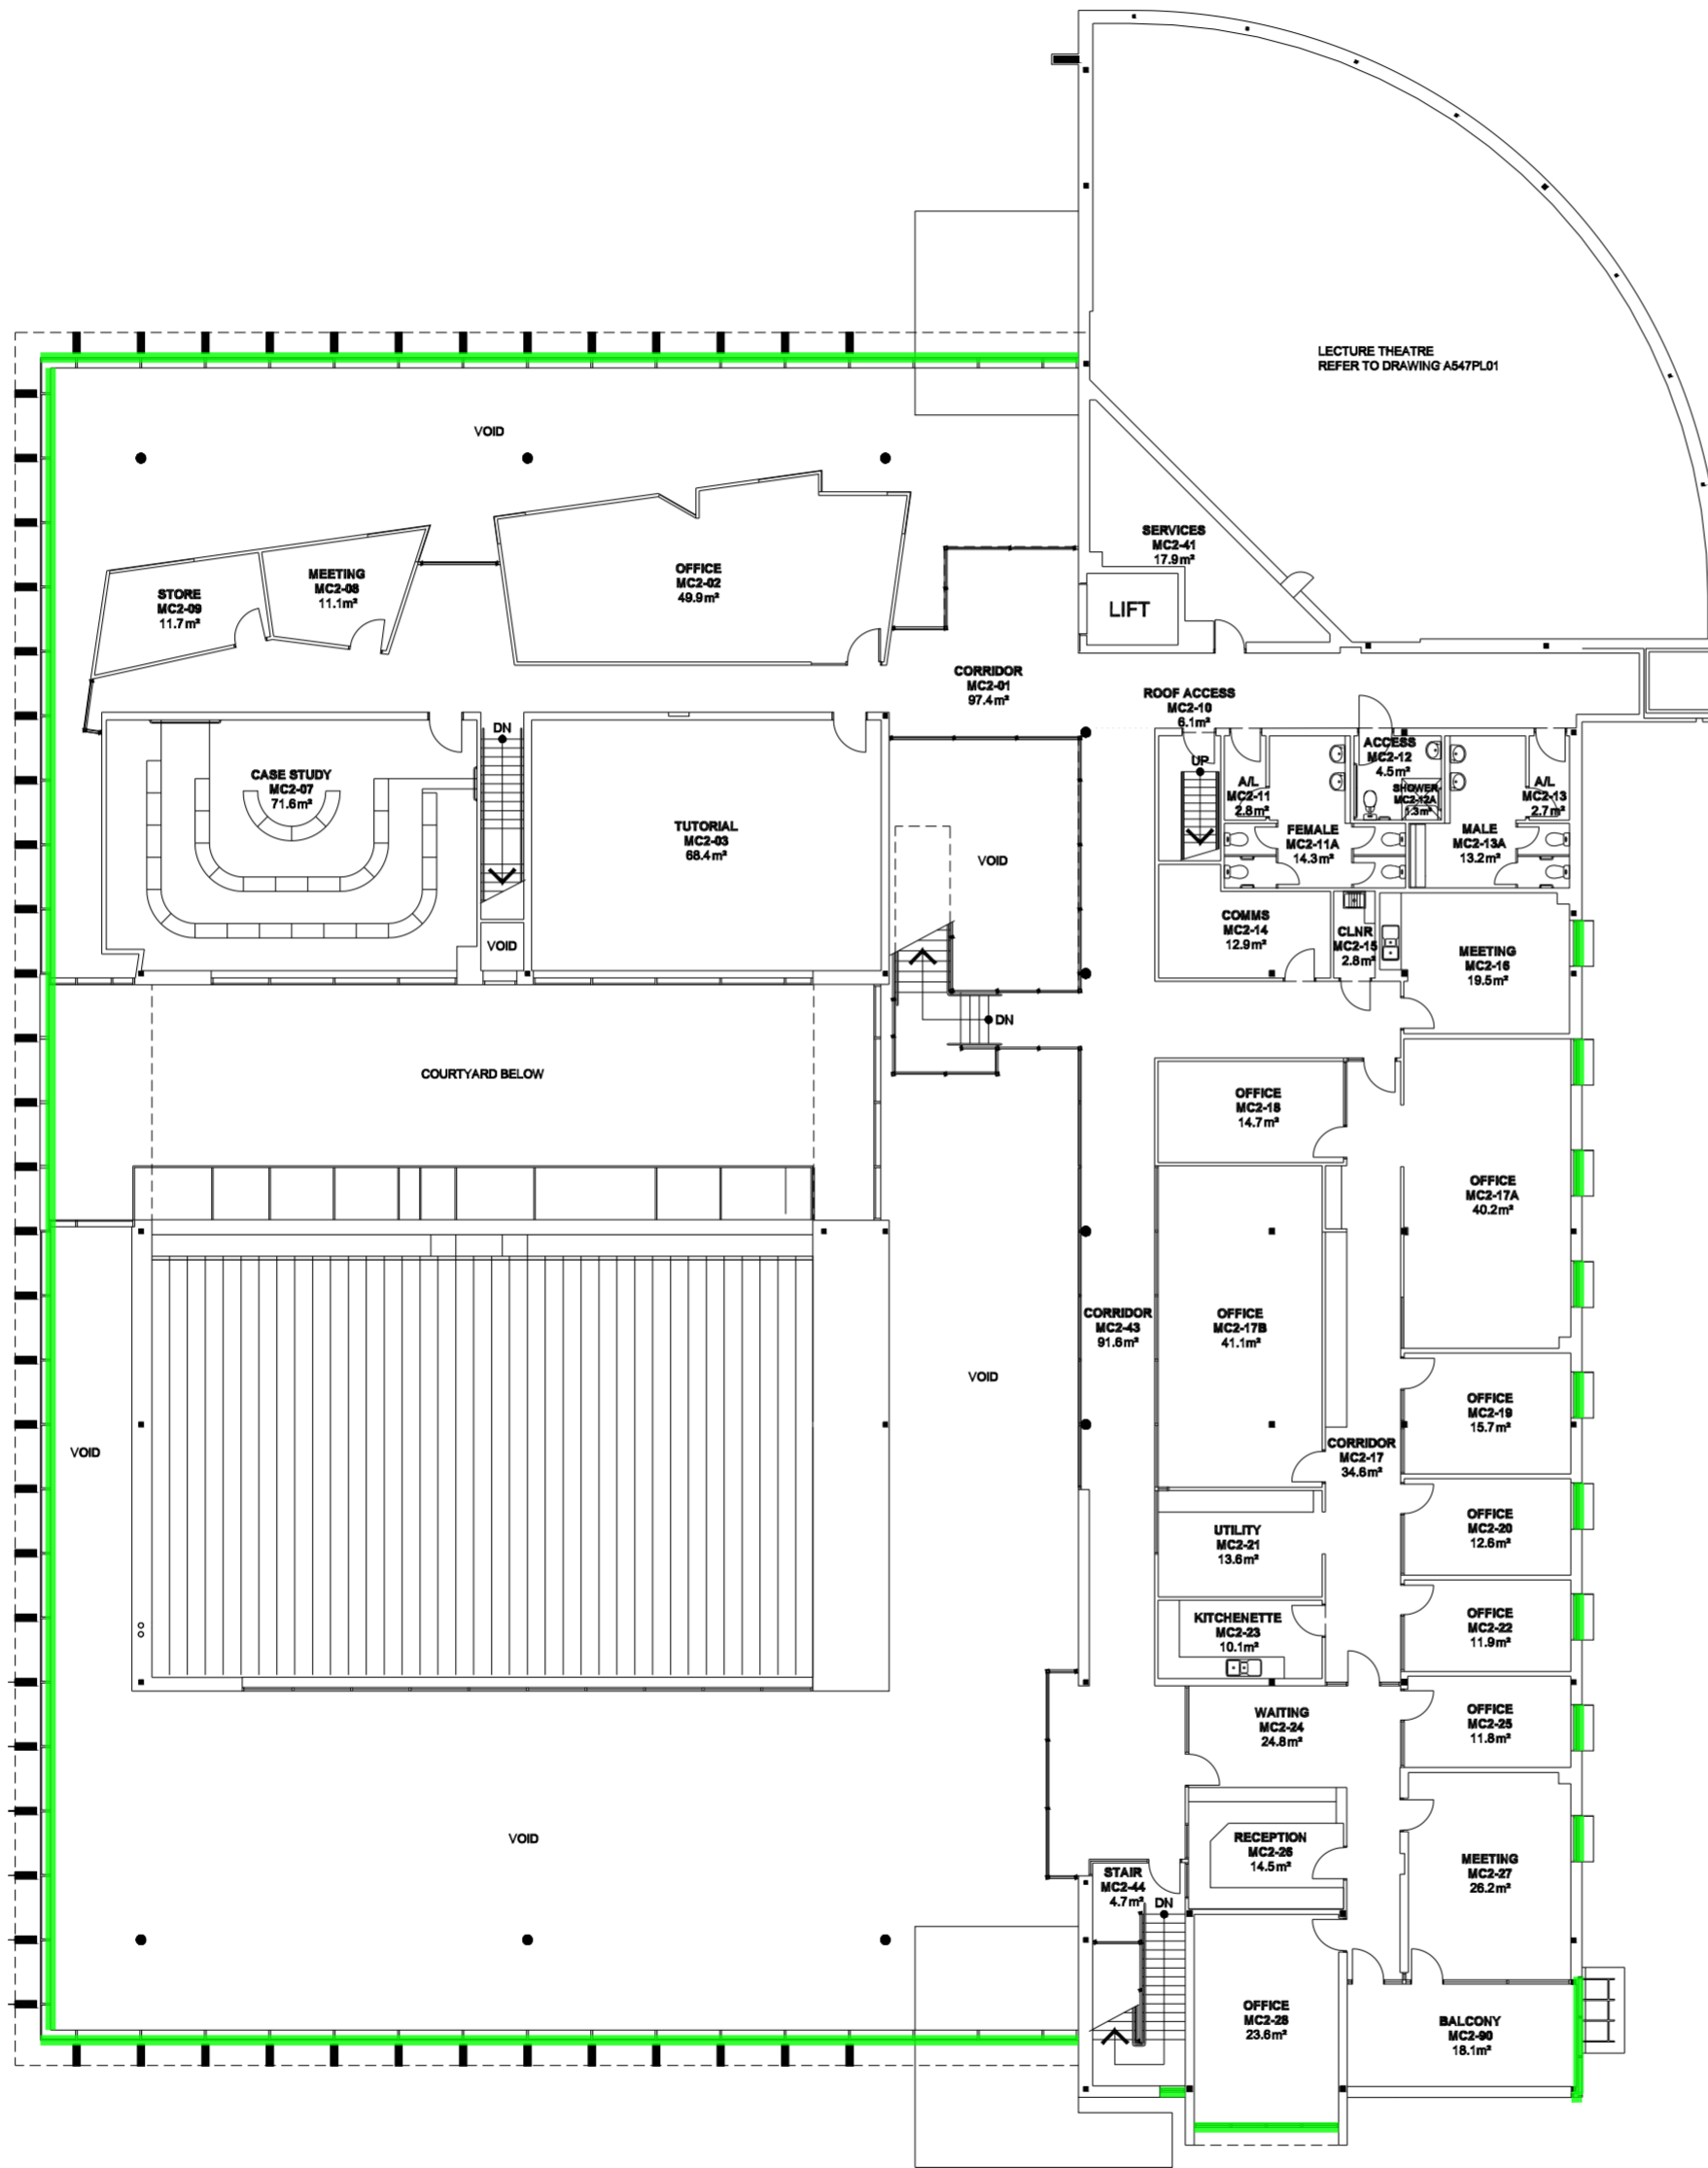 LECTURE THEATRE
REFER TO DRAWING A547PL01
VOID
SERVICES
MC2-41
17.9m²
LIFT
OFFICE
MC2-02
49.9m²
MEETING
MC2-08
11.1m²
STORE
MC2-09
11.7m²
CORRIDOR
MC2-01
97.4m²
ROOF ACCESS
MC2-10
6.1m²
DN
UP
CASE STUDY
MC2-07
71.6m²
TUTORIAL
MC2-03
68.4m²
VOID
VOID
A/L
MC2-11
2.8m²
ACCESS
MC2-12
4.5m²
SHOWER
MC2-12A
A/L
MC2-13
2.7m²
FEMALE
MC2-11A
14.3m²
MALE
MC2-13A
13.2m²
COMMS
MC2-14
12.9m²
CLNR
MC2-15
2.8m²
MEETING
MC2-16
19.5m²
DN
COURTYARD BELOW
OFFICE
MC2-18
14.7m²
OFFICE
MC2-17A
40.2m²
CORRIDOR
MC2-43
91.6m²
OFFICE
MC2-17B
41.1m²
VOID
VOID
OFFICE
MC2-19
15.7m²
CORRIDOR
MC2-17
34.6m²
OFFICE
MC2-20
12.6m²
UTILITY
MC2-21
13.6m²
OFFICE
MC2-22
11.9m²
KITCHENETTE
MC2-23
10.1m²
WAITING
MC2-24
24.8m²
OFFICE
MC2-25
11.8m²
VOID
RECEPTION
MC2-26
14.5m²
MEETING
MC2-27
26.2m²
STAIR
MC2-44
4.7m²
DN
OFFICE
MC2-28
23.6m²
BALCONY
MC2-90
18.1m²